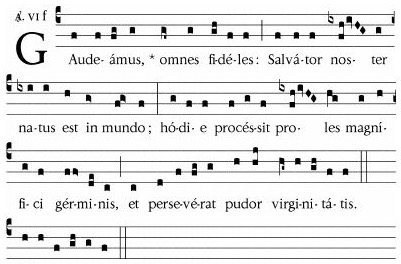 Ꜳ. VI f
GAude- ámus, * omnes fi-dé-les: Salvá-tor nos- ter
na-tus est in mundo; hó-di-e procés-sit pro- les magní-
fi-ci gérmi-nis, et perse-vé-rat pudor virgi-ni-tá-tis.